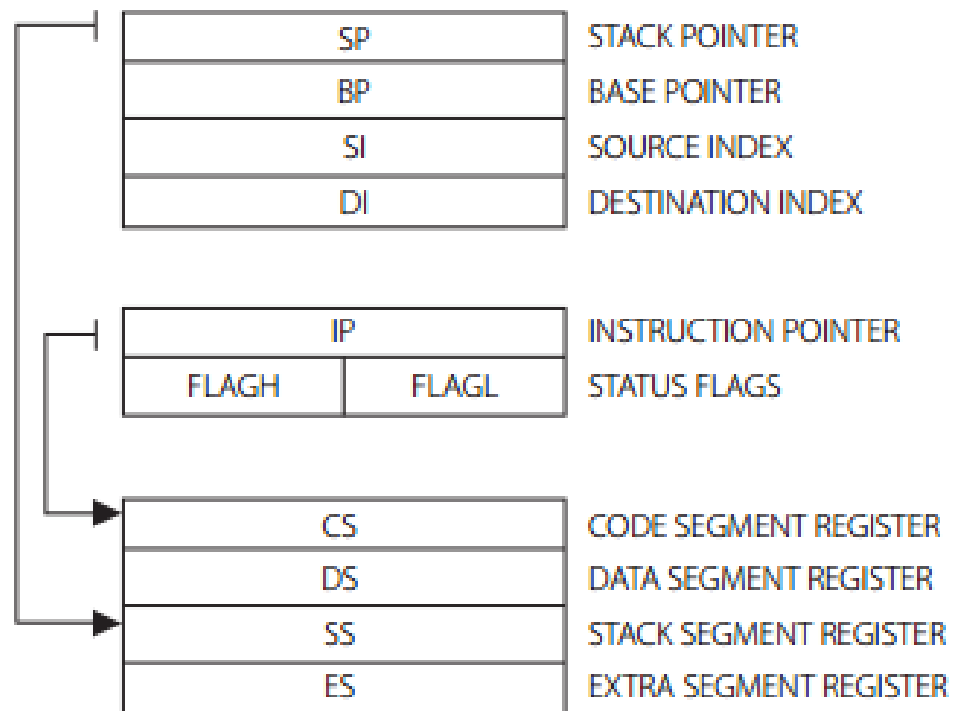 SP STACK POINTER
BP BASE POINTER
SI SOURCE INDEX
DI DESTINATION INDEX
IP INSTRUCTION POINTER
FLAGH FLAGL STATUS FLAGS
CS CODE SEGMENT REGISTER
DS DATA SEGMENT REGISTER
SS STACK SEGMENT REGISTER
ES EXTRA SEGMENT REGISTER